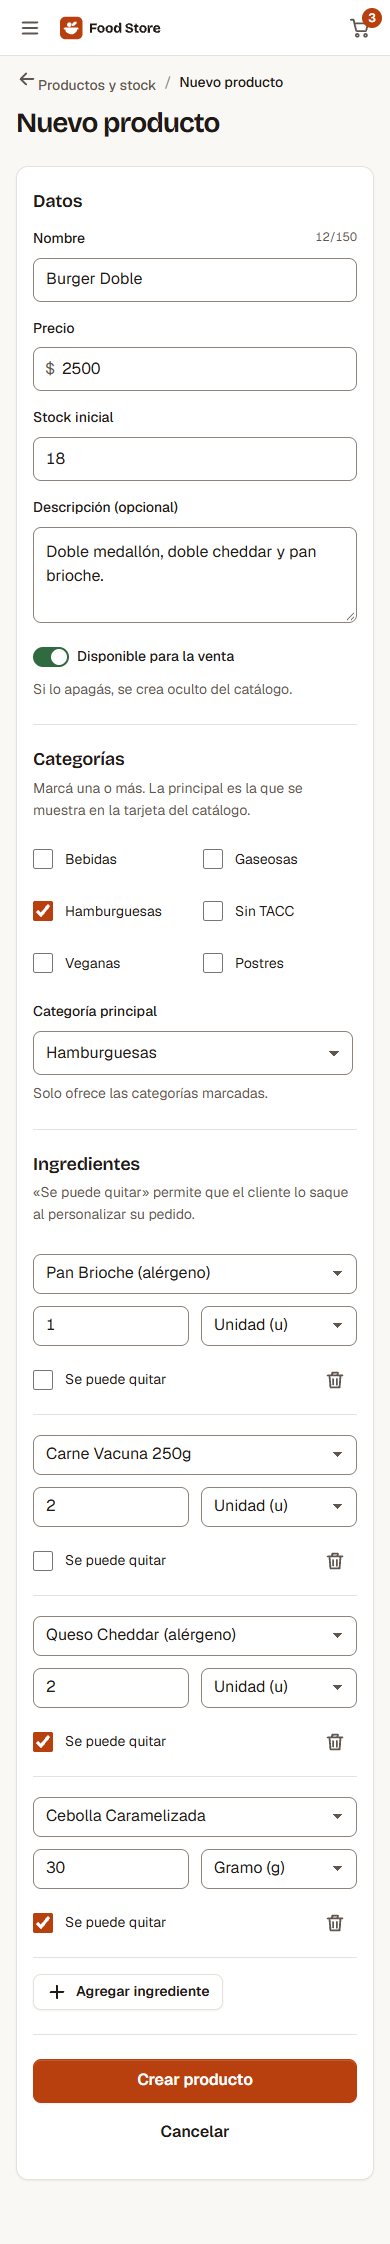 Food Store
3
Productos y stock / Nuevo producto
Nuevo producto
Datos
Nombre 12/150
Burger Doble
Precio
$ 2500
Stock inicial
18
Descripción (opcional)
Doble medallón, doble cheddar y pan
brioche.
Disponible para la venta
Si lo apagás, se crea oculto del catálogo.
Categorías
Marcá una o más. La principal es la que se
muestra en la tarjeta del catálogo.
Bebidas Gaseosas
Hamburguesas Sin TACC
Veganas Postres
Categoría principal
Hamburguesas
Solo ofrece las categorías marcadas.
Ingredientes
«Se puede quitar» permite que el cliente lo saque
al personalizar su pedido.
Pan Brioche (alérgeno)
1 Unidad (u)
Se puede quitar
Carne Vacuna 250g
2 Unidad (u)
Se puede quitar
Queso Cheddar (alérgeno)
2 Unidad (u)
Se puede quitar
Cebolla Caramelizada
30 Gramo (g)
Se puede quitar
Agregar ingrediente
Crear producto
Cancelar